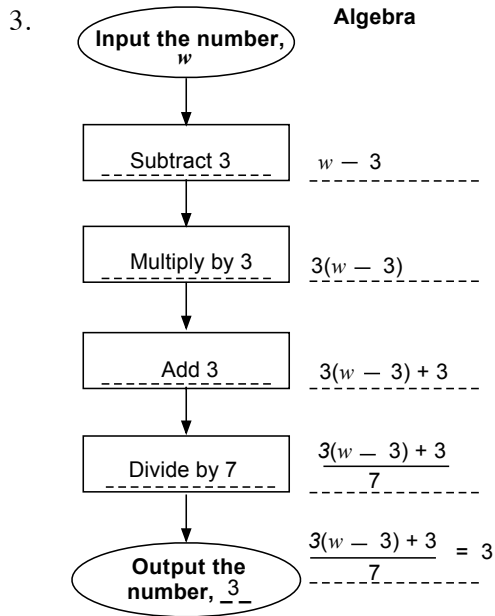 3.
Algebra
Input the number,
w
Subtract 3
w – 3
Multiply by 3
3(w – 3)
Add 3
3(w – 3) + 3
Divide by 7
3(w – 3) + 3
7
Output the
number, 3
3(w – 3) + 3
7
= 3